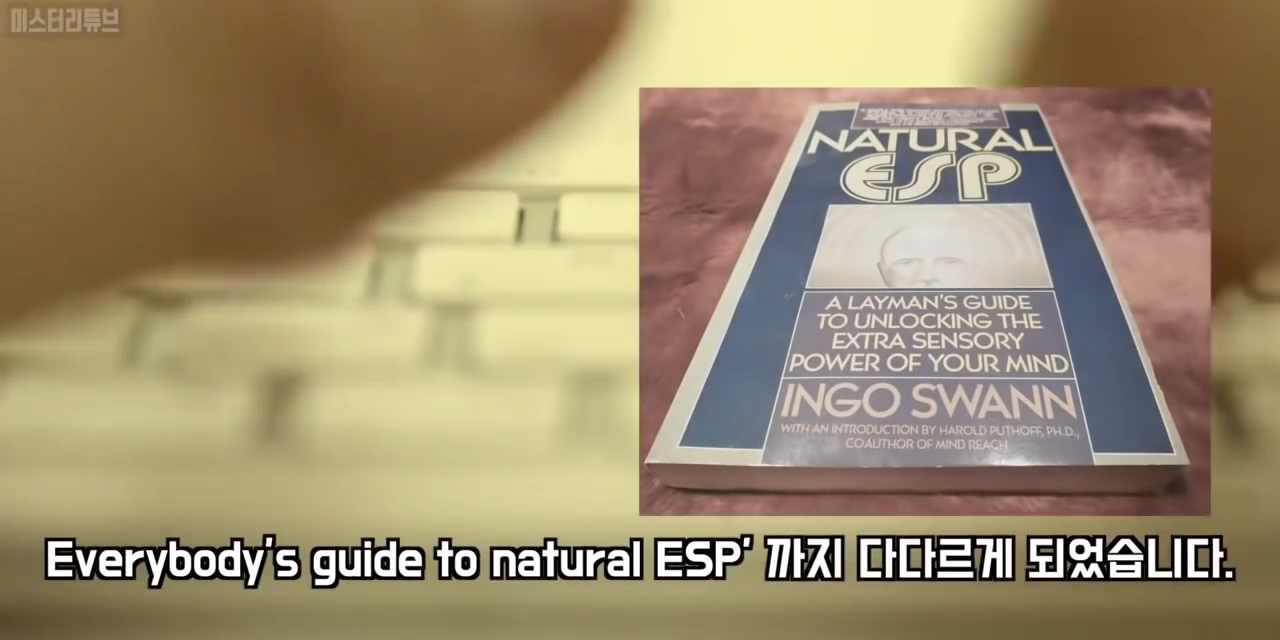 미스터리튜브
NATURAL
ESP
A LAYMAN'S GUIDE
TO UNLOCKING THE
EXTRA SENSORY
POWER OF YOUR MIND
INGO SWANN
WITH AN INTRODUCTION BY HAROLD PUTHOFF, PH.D.,
COAUTHOR OF MIND REACH
Everybody's guide to natural ESP' 까지 다다르게 되었습니다.